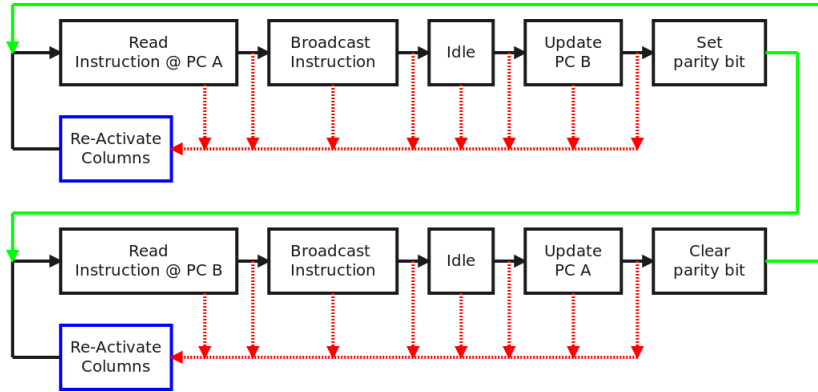 Read
Instruction @ PC A
Broadcast
Instruction
Idle
Update
PC B
Set
parity bit
Re-Activate
Columns
Read
Instruction @ PC B
Broadcast
Instruction
Idle
Update
PC A
Clear
parity bit
Re-Activate
Columns